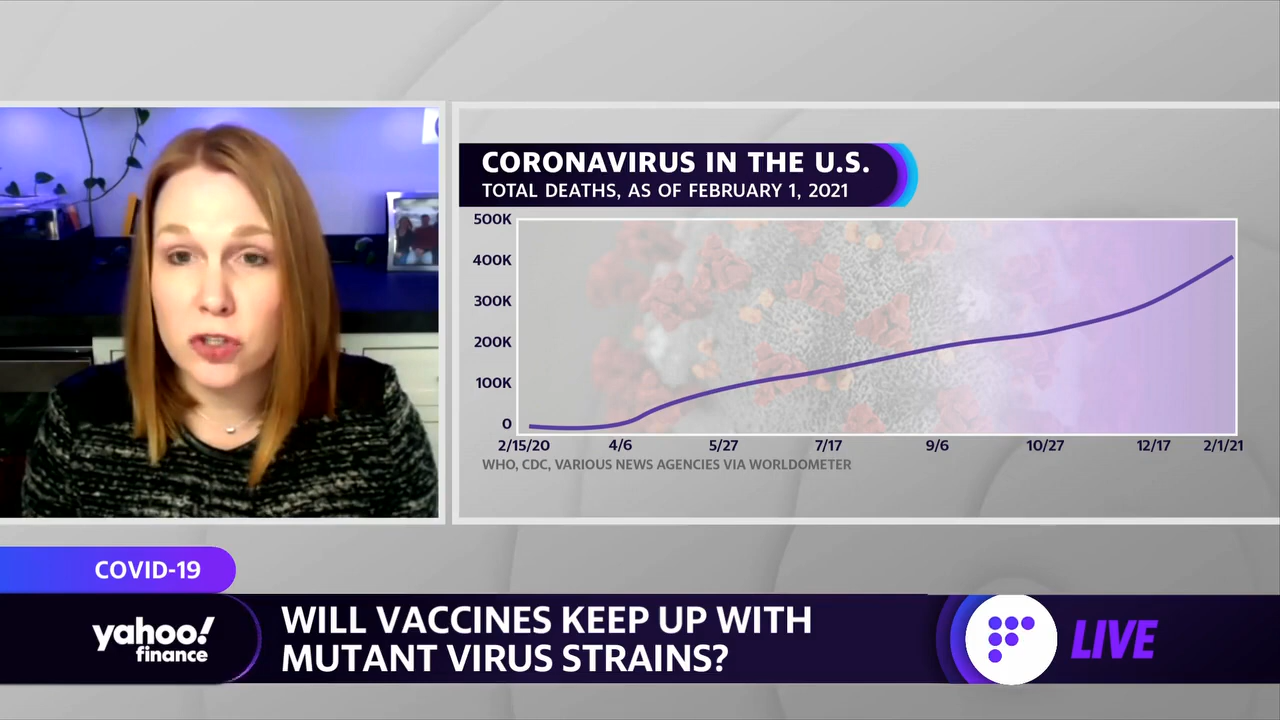 CORONAVIRUS IN THE U.S.
TOTAL DEATHS, AS OF FEBRUARY 1, 2021
500K
400K
300K
200K
100K
0
2/15/20 4/6 5/27 7/17 9/6 10/27 12/17 2/1/21
WHO, CDC, VARIOUS NEWS AGENCIES VIA WORLDOMETER
COVID-19
yahoo!
finance
WILL VACCINES KEEP UP WITH
MUTANT VIRUS STRAINS?
LIVE